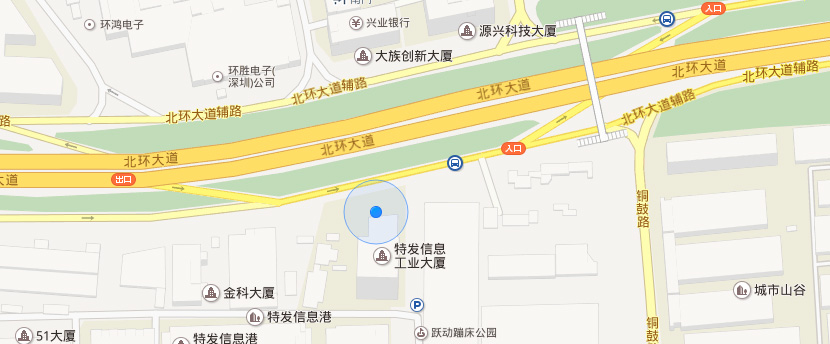 南门
环鸿电子
兴业银行
源兴科技大厦
入口
大族创新大厦
环胜电子(
深圳)公司
北环大道辅路
北环大道
北环大道
北环大道辅路
路
北环大道辅路
北环大道辅路
北环大道
北环大道
入口
大道
出口
铜鼓路
特发信息
工业大厦
金科大厦
城市山谷
P
特发信息港
铜鼓
跃动蹦床公园
51大厦
特发信息港